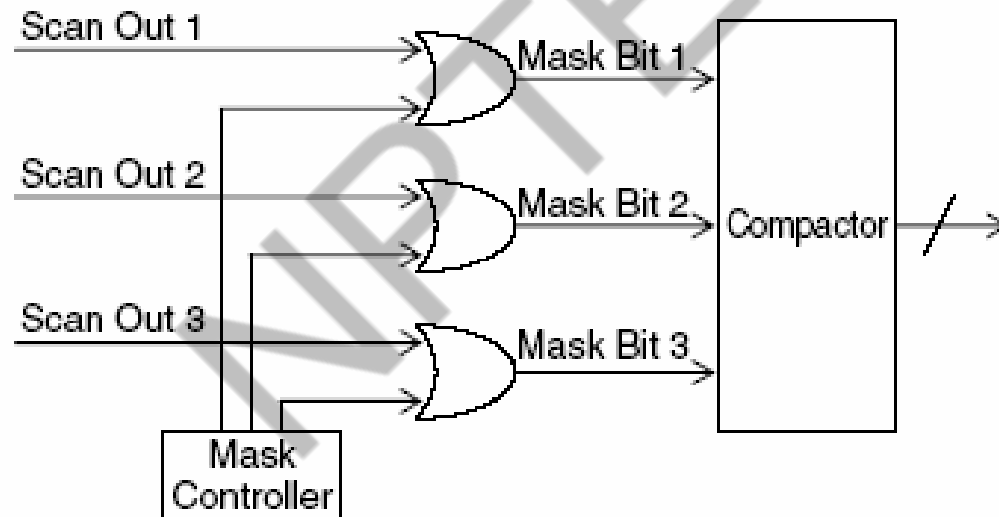 Scan Out 1
Mask Bit 1
Scan Out 2
Mask Bit 2
Compactor
Scan Out 3
Mask Bit 3
Mask
Controller
NPTE